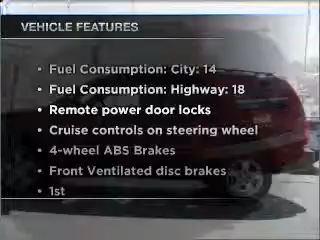 VEHICLE FEATURES
• Fuel Consumption: City: 14
• Fuel Consumption: Highway: 18
• Remote power door locks
• Cruise controls on steering wheel
• 4-wheel ABS Brakes
• Front Ventilated disc brakes
• 1st